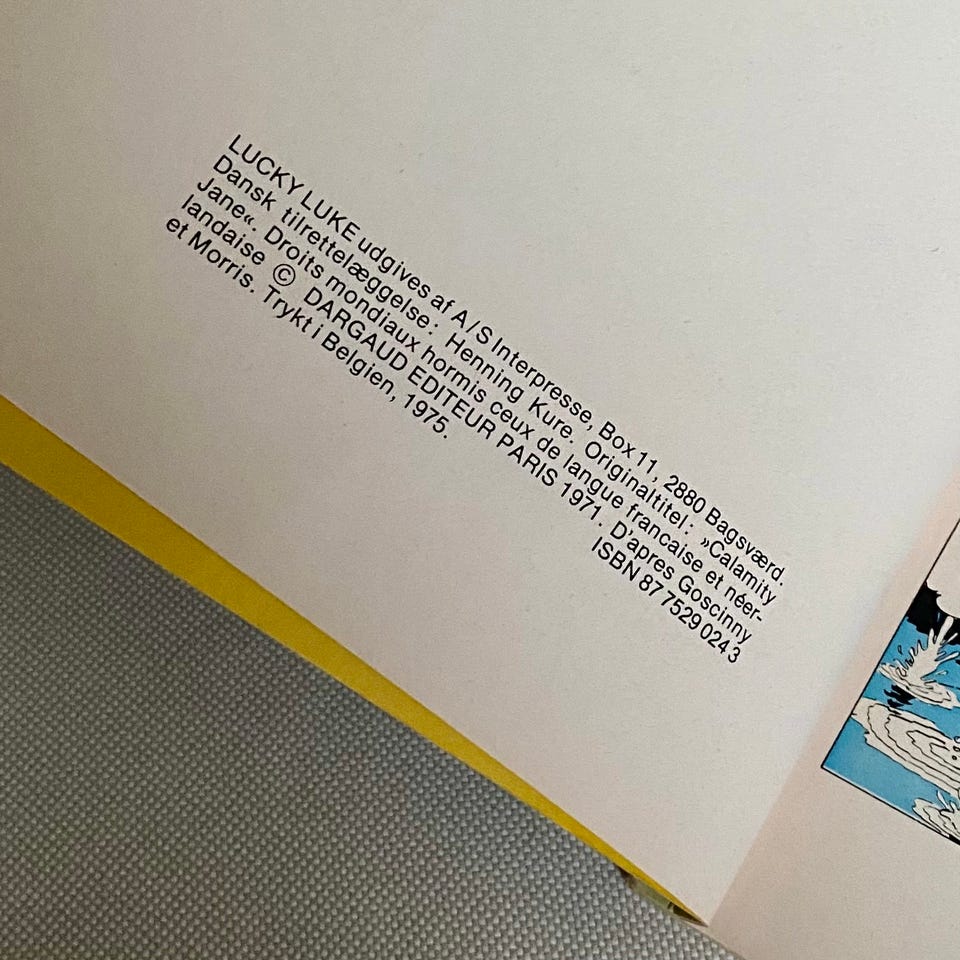 LUCKY LUKE udgives af A/S Interpresse, Box 11, 2880 Bagsværd.
Dansk tilrettelæggelse: Henning Kure. Originaltitel: »Calamity
Jane«. Droits mondiaux hormis ceux de langue francaise et néer-
landaise © DARGAUD EDITEUR PARIS 1971. D'apres Goscinny
et Morris. Trykt i Belgien, 1975. ISBN 87 7529 024 3